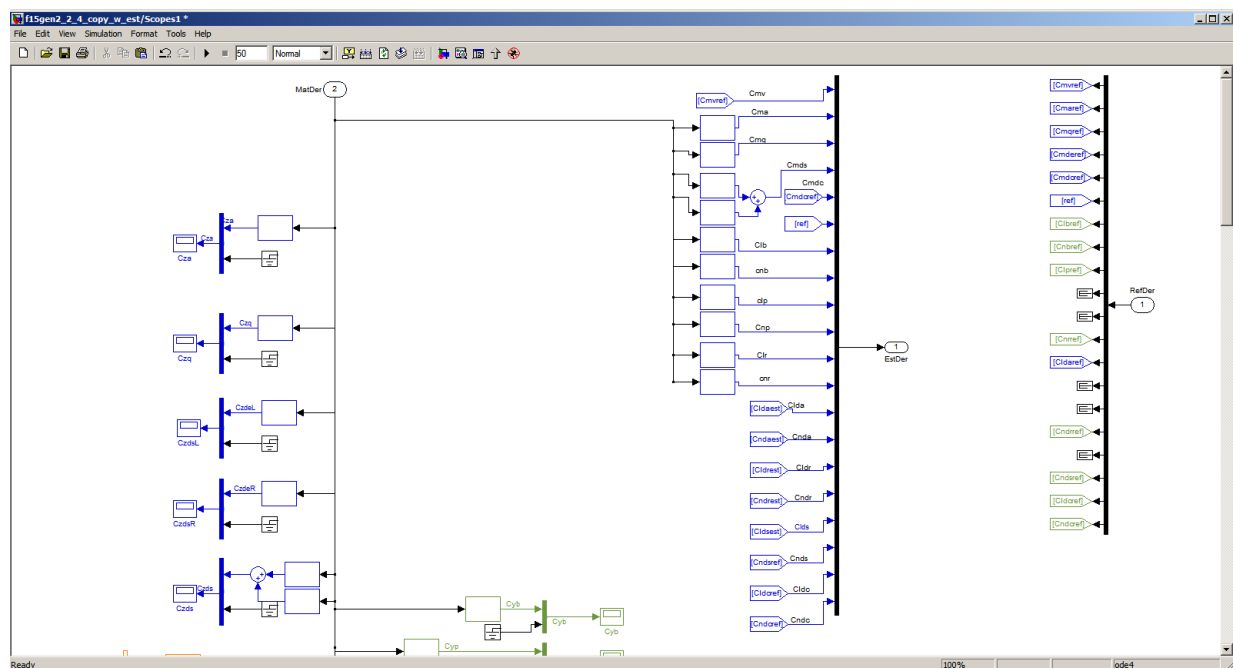 f15gen2_2_4_copy_w_est/Scopes1 *
File Edit View Simulation Format Tools Help
50 Normal
MatDer 2
[Cmvref] Cmv
Cma
Cmq
Cmds
Cmdc
[Cmdcref]
[ref]
Clb
cnb
clp
Cnp
Clr
cnr
[Cldaest] Clda
[Cndaest] Cnda
[Cldrest] Cldr
[Cndrest] Cndr
[Cldsest] Clds
[Cndsref] Cnds
[Cldcref] Cldc
[Cndcref] Cndc
1
EstDer
[Cmvref]
[Cmaref]
[Cmqref]
[Cmderef]
[Cmdcref]
[ref]
[Clbref]
[Cnbref]
[Clpref]
[Cnrref]
[Cldaref]
[Cndrref]
[Cndsref]
[Cldcref]
[Cndcref]
RefDer
1
Cza
Cza
Cza
Czq
Czq
CzdeL
CzdsL
CzdeR
CzdsR
Czds
Czds
Cyb
Cyb
Cyb
Cyp
Ready 100% ode4